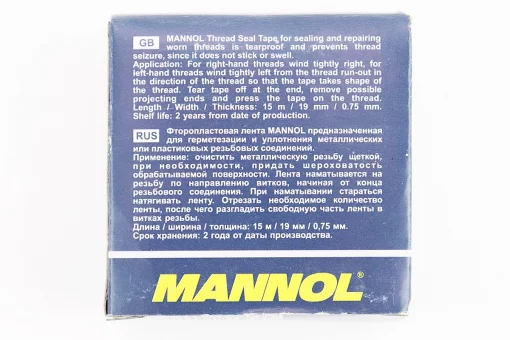 GB MANNOL Thread Seal Tape for sealing and repairing
worn threads is tearproof and prevents thread
seizure, since it does not stick or swell.
Application: For right-hand threads wind tightly right, for
left-hand threads wind tightly left from the thread run-out in
the direction of the thread so that the tape takes shape of
the thread. Tear tape off at the end, remove possible
projecting ends and press the tape on the thread.
Length / Width / Thickness: 15 m / 19 mm / 0.75 mm.
Shelf life: 2 years from date of production.
RUS Фторопластовая лента MANNOL предназначенная
для герметезации и уплотнения металлических
или пластиковых резьбовых соединений.
Применение: очистить металлическую резьбу щеткой,
при необходимости, придать шероховатость
обрабатываемой поверхности. Лента наматывается на
резьбу по направлению витков, начиная от конца
резьбового соединения. При наматывании стараться
натягивать ленту. Отрезать необходимое количество
ленты, после чего разгладить свободную часть ленты в
витках резьбы.
Длина / ширина / толщина: 15 м / 19 мм / 0,75 мм.
Срок хранения: 2 года от даты производства.
MANNOL®